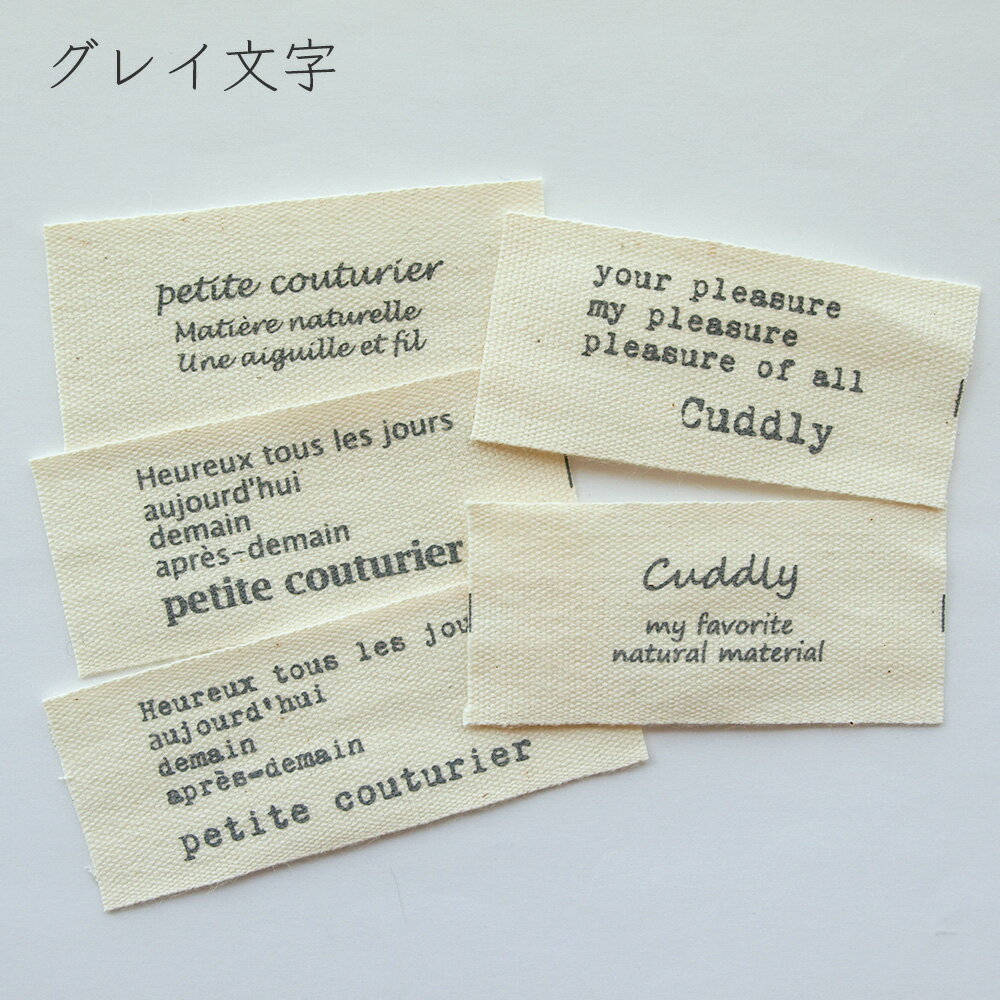 グレイ文字
petite couturier
Matière naturelle
Une aiguille et fil
Heureux tous les jours
aujourd'hui
demain
après-demain
petite couturier
Heureux tous les
aujourd'hui
demain
après-demain
petite couturier
your pleasure
my pleasure
pleasure of all
Cuddly
Cuddly
my favorite
natural material